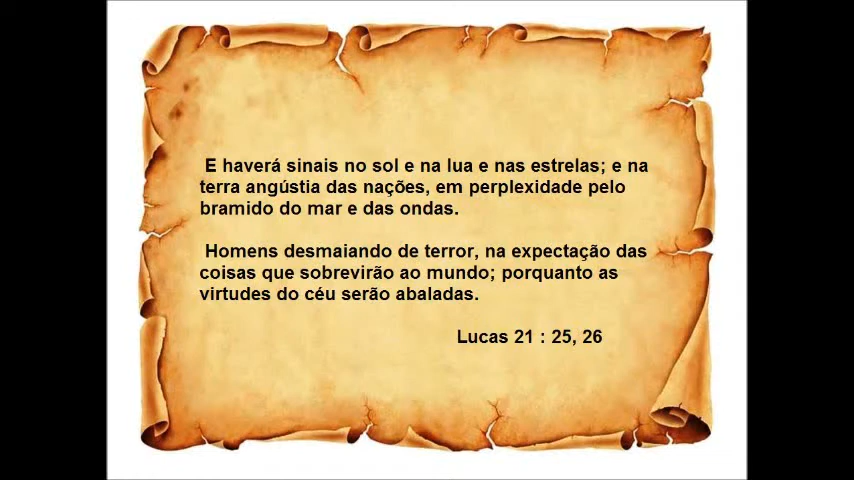 E haverá sinais no sol e na lua e nas estrelas; e na
terra angústia das nações, em perplexidade pelo
bramido do mar e das ondas.
Homens desmaiando de terror, na expectação das
coisas que sobrevirão ao mundo; porquanto as
virtudes do céu serão abaladas.
Lucas 21 : 25, 26